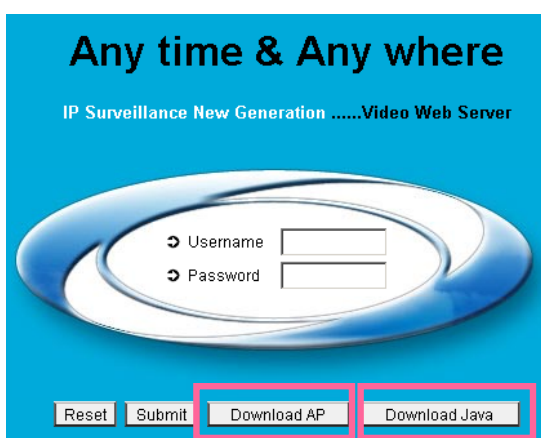 Any time & Any where
IP Surveillance New Generation ......Video Web Server
Username
Password
Reset Submit Download AP Download Java